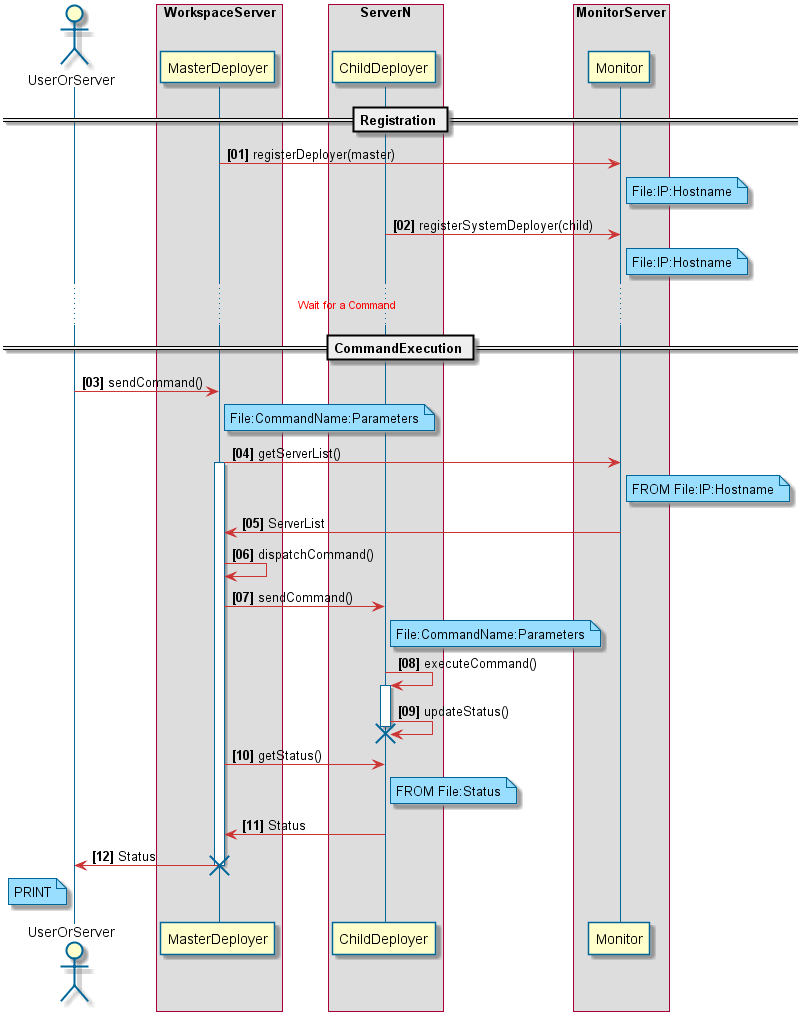 WorkspaceServer
ServerN
MonitorServer
UserOrServer
MasterDeployer
ChildDeployer
Monitor
Registration
[01] registerDeployer(master)
File:IP:Hostname
[02] registerSystemDeployer(child)
File:IP:Hostname
Wait for a Command
CommandExecution
[03] sendCommand()
File:CommandName:Parameters
[04] getServerList()
FROM File:IP:Hostname
[05] ServerList
[06] dispatchCommand()
[07] sendCommand()
File:CommandName:Parameters
[08] executeCommand()
[09] updateStatus()
[10] getStatus()
FROM File:Status
[11] Status
[12] Status
PRINT
UserOrServer
MasterDeployer
ChildDeployer
Monitor